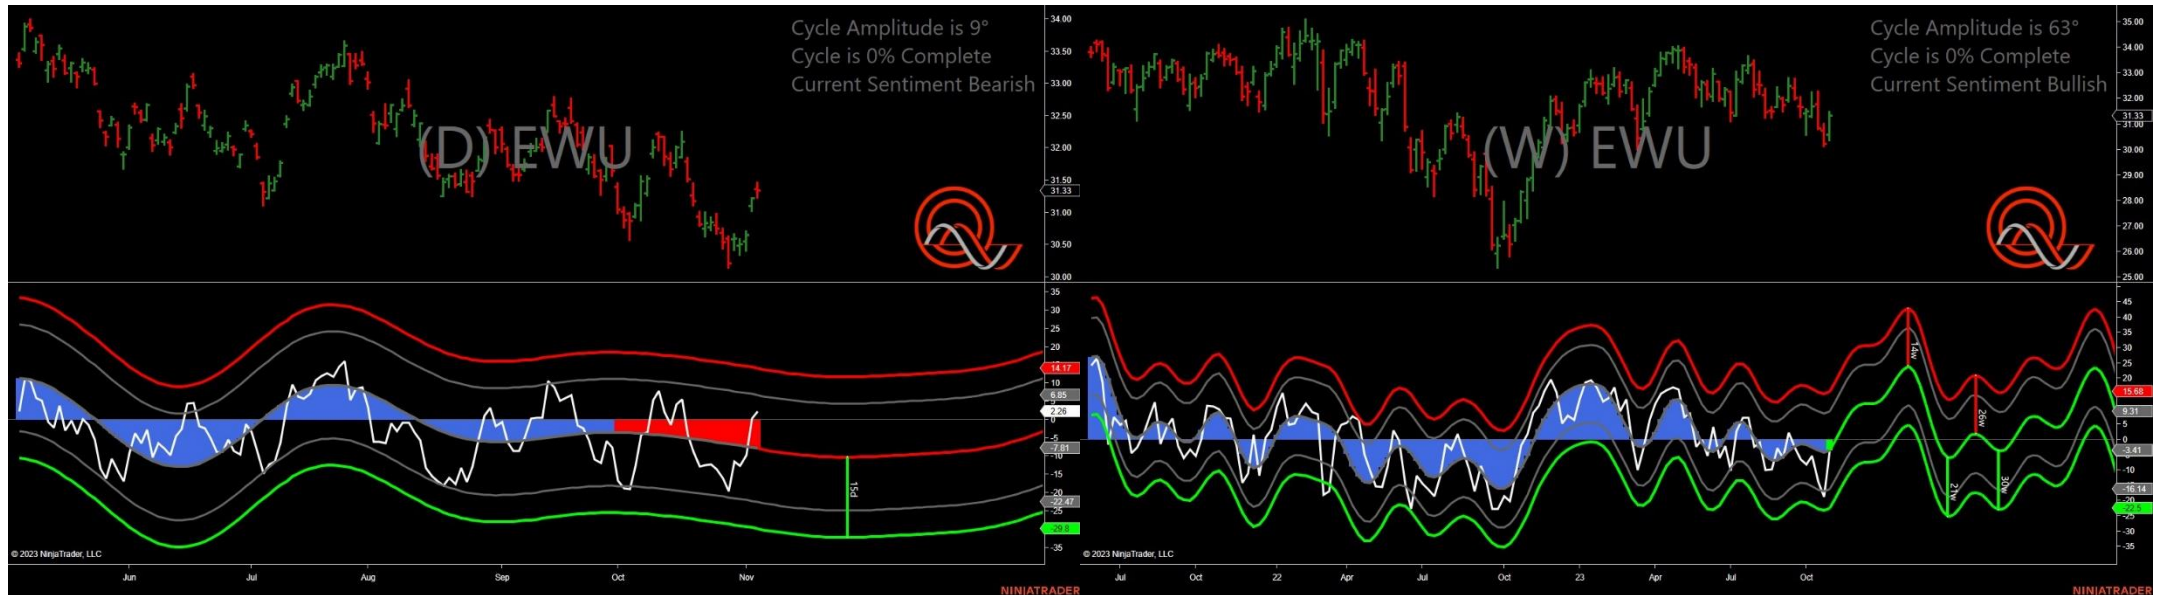 Cycle Amplitude is 9°
Cycle is 0% Complete
Current Sentiment Bearish
(D) EWU
34.00
33.50
33.00
32.50
32.00
31.50
31.33
31.00
30.50
30.00
35
30
25
20
14.17
10
6.85
5
2.26
0
-5
-7.81
-10
-15
-20
-22.47
-25
-29.8
-35
15d
© 2023 NinjaTrader, LLC
Jun
Jul
Aug
Sep
Oct
Nov
NINJATRADER
Cycle Amplitude is 63°
Cycle is 0% Complete
Current Sentiment Bullish
(W) EWU
35.00
34.00
33.00
32.00
31.33
31.00
30.00
29.00
28.00
27.00
26.00
25.00
45
40
35
30
25
20
15.68
9.31
5
0
-3.41
-10
-16.14
-20
-22.5
-25
-30
-35
14w
26w
21w
30w
© 2023 NinjaTrader, LLC
Jul
Oct
22
Apr
Jul
Oct
23
Apr
Jul
Oct
NINJATRADER